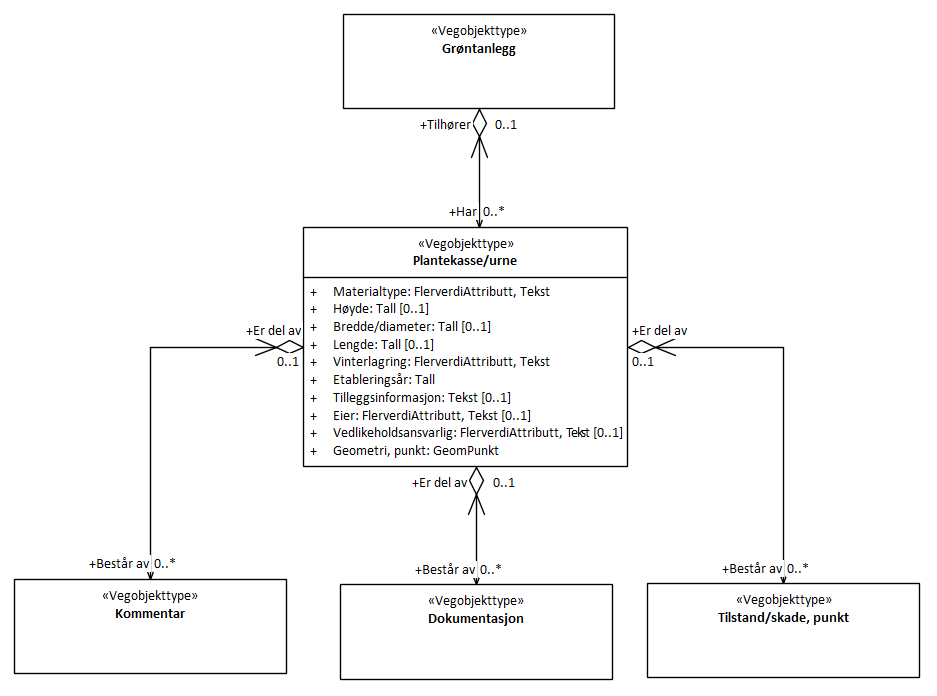 «Vegobjekttype»
Grøntanlegg
+Tilhører 0..1
+Har 0..*
«Vegobjekttype»
Plantekasse/urne
+ Materialtype: FlerverdiAttributt, Tekst
+ Høyde: Tall [0..1]
+ Bredde/diameter: Tall [0..1]
+ Lengde: Tall [0..1]
+ Vinterlagring: FlerverdiAttributt, Tekst
+ Etableringsår: Tall
+ Tilleggsinformasjon: Tekst [0..1]
+ Eier: FlerverdiAttributt, Tekst [0..1]
+ Vedlikeholdsansvarlig: FlerverdiAttributt, Tekst [0..1]
+ Geometri, punkt: GeomPunkt
+Er del av
0..1
+Er del av
0..1
+Er del av 0..1
+Består av 0..*
«Vegobjekttype»
Kommentar
+Består av 0..*
«Vegobjekttype»
Dokumentasjon
+Består av 0..*
«Vegobjekttype»
Tilstand/skade, punkt